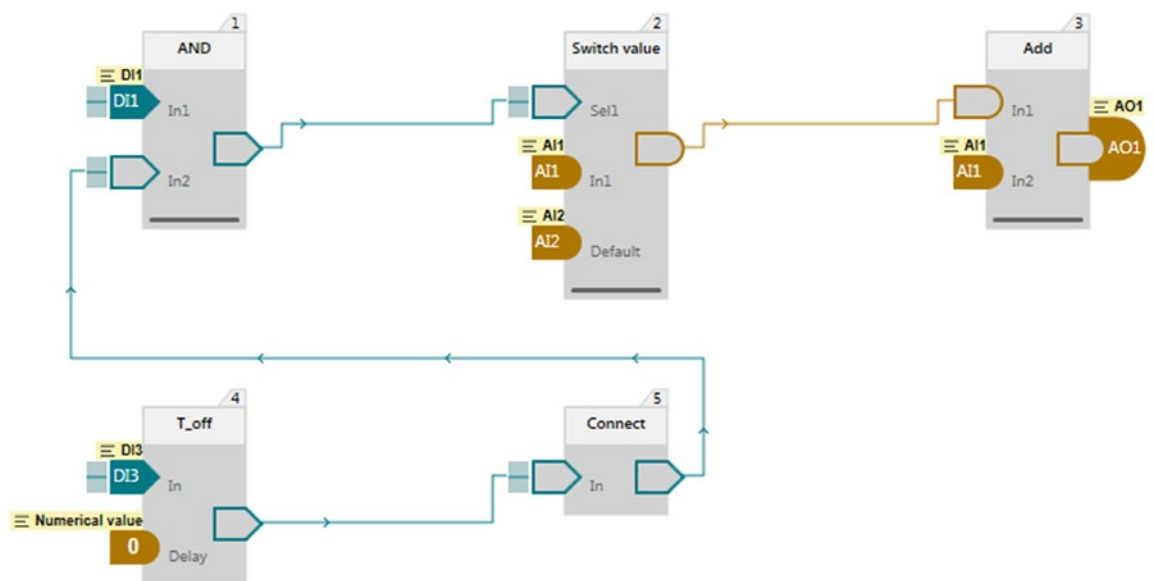 1
AND
DI1
DI1
In1
In2
2
Switch value
Sel1
AI1
AI1
In1
AI2
AI2
Default
3
Add
In1
AO1
AO1
AI1
AI1
In2
4
T_off
DI3
DI3
In
Numerical value
0
Delay
5
Connect
In